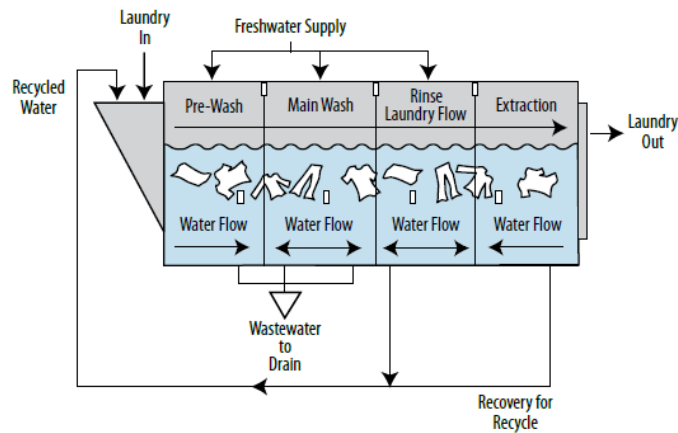 Laundry
In
Freshwater Supply
Recycled
Water
Pre-Wash
Main Wash
Rinse
Laundry Flow
Extraction
Laundry
Out
Water Flow
Water Flow
Water Flow
Water Flow
Wastewater
to
Drain
Recovery for
Recycle